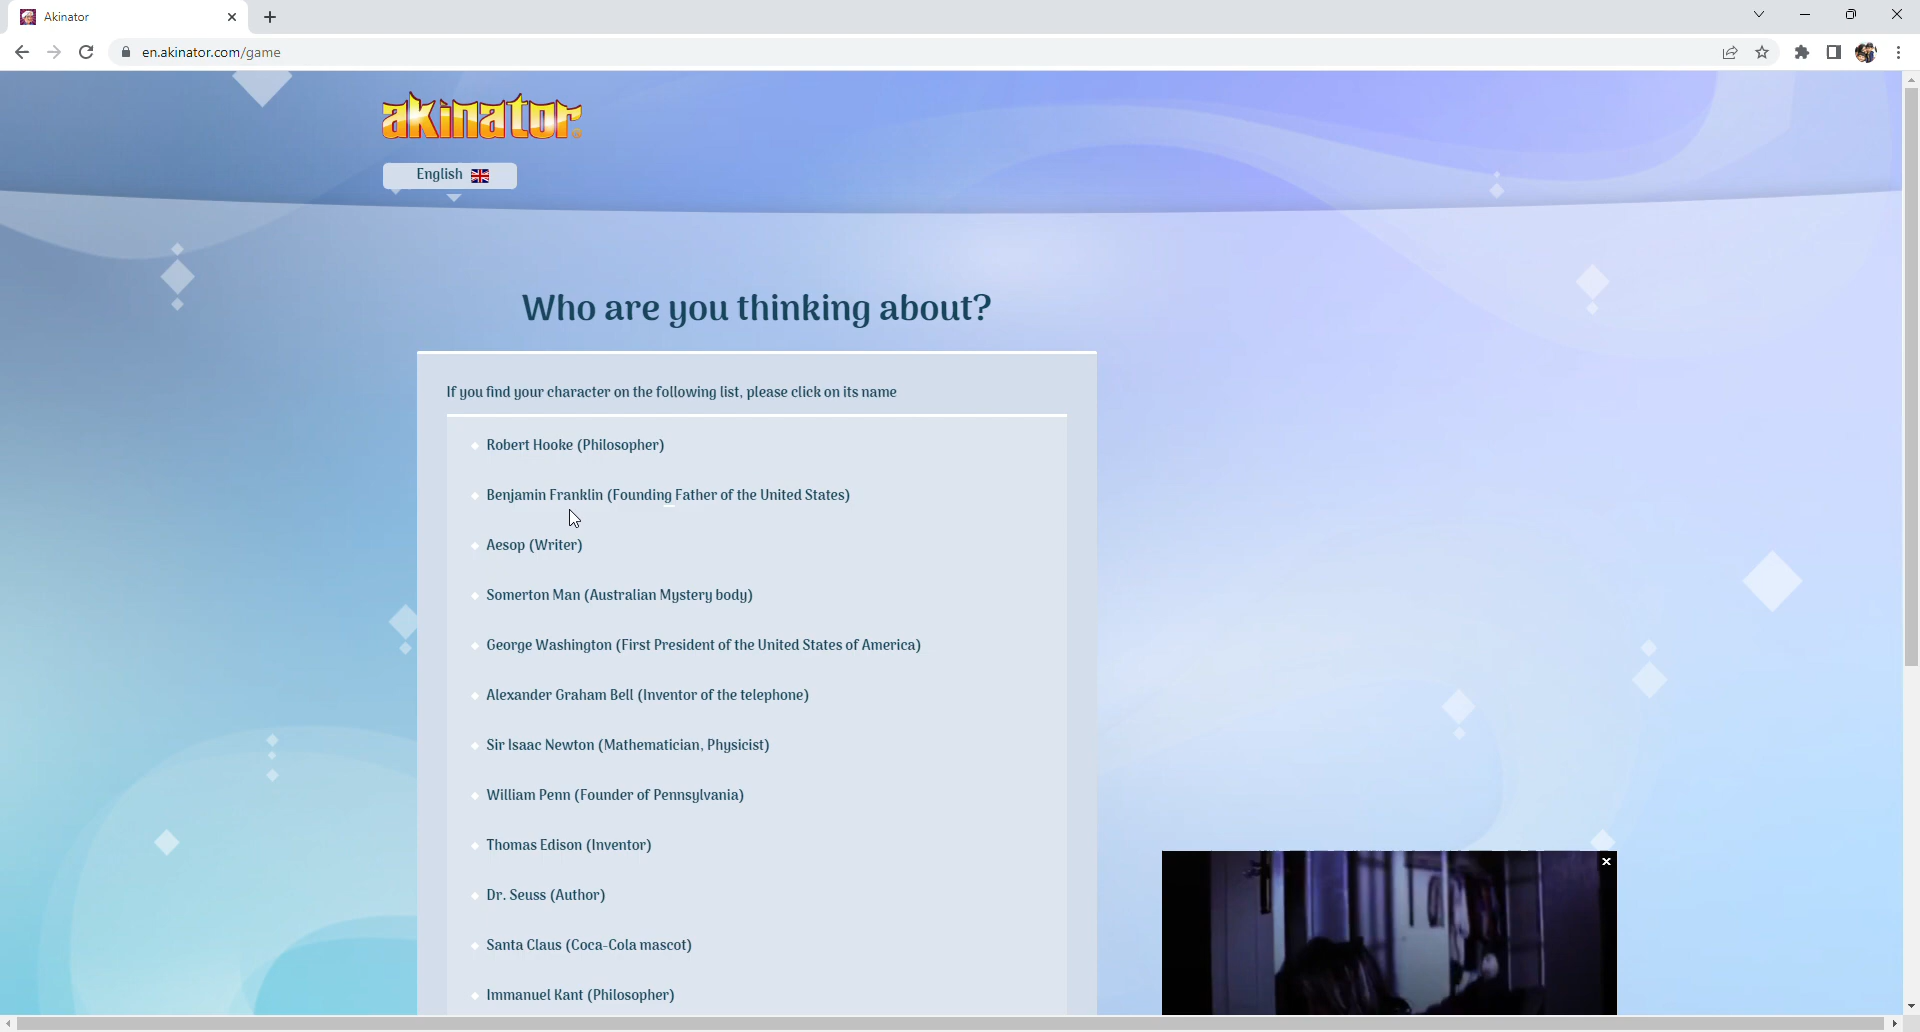 Akinator
en.akinator.com/game
akinator
English
Who are you thinking about?
If you find your character on the following list, please click on its name
Robert Hooke (Philosopher)
Benjamin Franklin (Founding Father of the United States)
Aesop (Writer)
Somerton Man (Australian Mystery body)
George Washington (First President of the United States of America)
Alexander Graham Bell (Inventor of the telephone)
Sir Isaac Newton (Mathematician, Physicist)
William Penn (Founder of Pennsylvania)
Thomas Edison (Inventor)
Dr. Seuss (Author)
Santa Claus (Coca-Cola mascot)
Immanuel Kant (Philosopher)